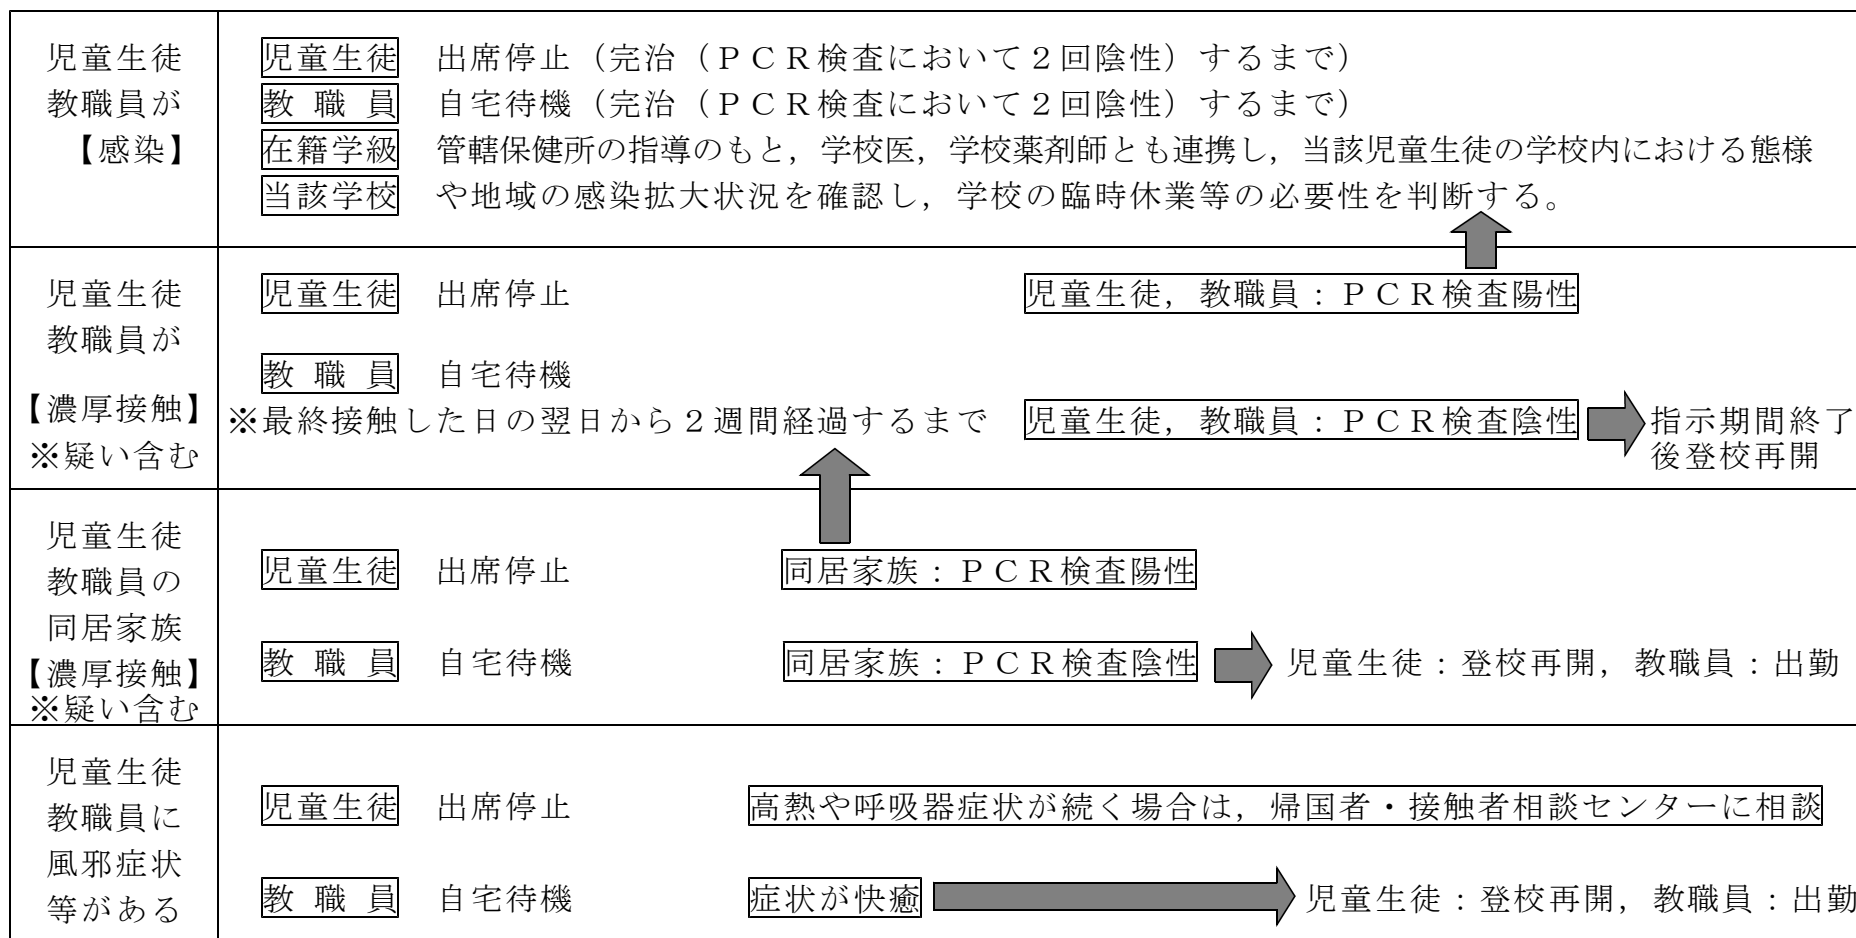 児童生徒
教職員が
【感染】
児童生徒 出席停止（完治（ＰＣＲ検査において２回陰性）するまで）
教 職 員 自宅待機（完治（ＰＣＲ検査において２回陰性）するまで）
在籍学級 管轄保健所の指導のもと，学校医，学校薬剤師とも連携し，当該児童生徒の学校内における態様
当該学校 や地域の感染拡大状況を確認し，学校の臨時休業等の必要性を判断する。
児童生徒
教職員が
【濃厚接触】
※疑い含む
児童生徒 出席停止
児童生徒，教職員：ＰＣＲ検査陽性
教 職 員 自宅待機
※最終接触した日の翌日から２週間経過するまで
児童生徒，教職員：ＰＣＲ検査陰性
指示期間終了
後登校再開
児童生徒
教職員の
同居家族
【濃厚接触】
※疑い含む
児童生徒 出席停止
同居家族：ＰＣＲ検査陽性
教 職 員 自宅待機
同居家族：ＰＣＲ検査陰性
児童生徒：登校再開，教職員：出勤
児童生徒
教職員に
風邪症状
等がある
児童生徒 出席停止
高熱や呼吸器症状が続く場合は，帰国者・接触者相談センターに相談
教 職 員 自宅待機
症状が快癒
児童生徒：登校再開，教職員：出勤